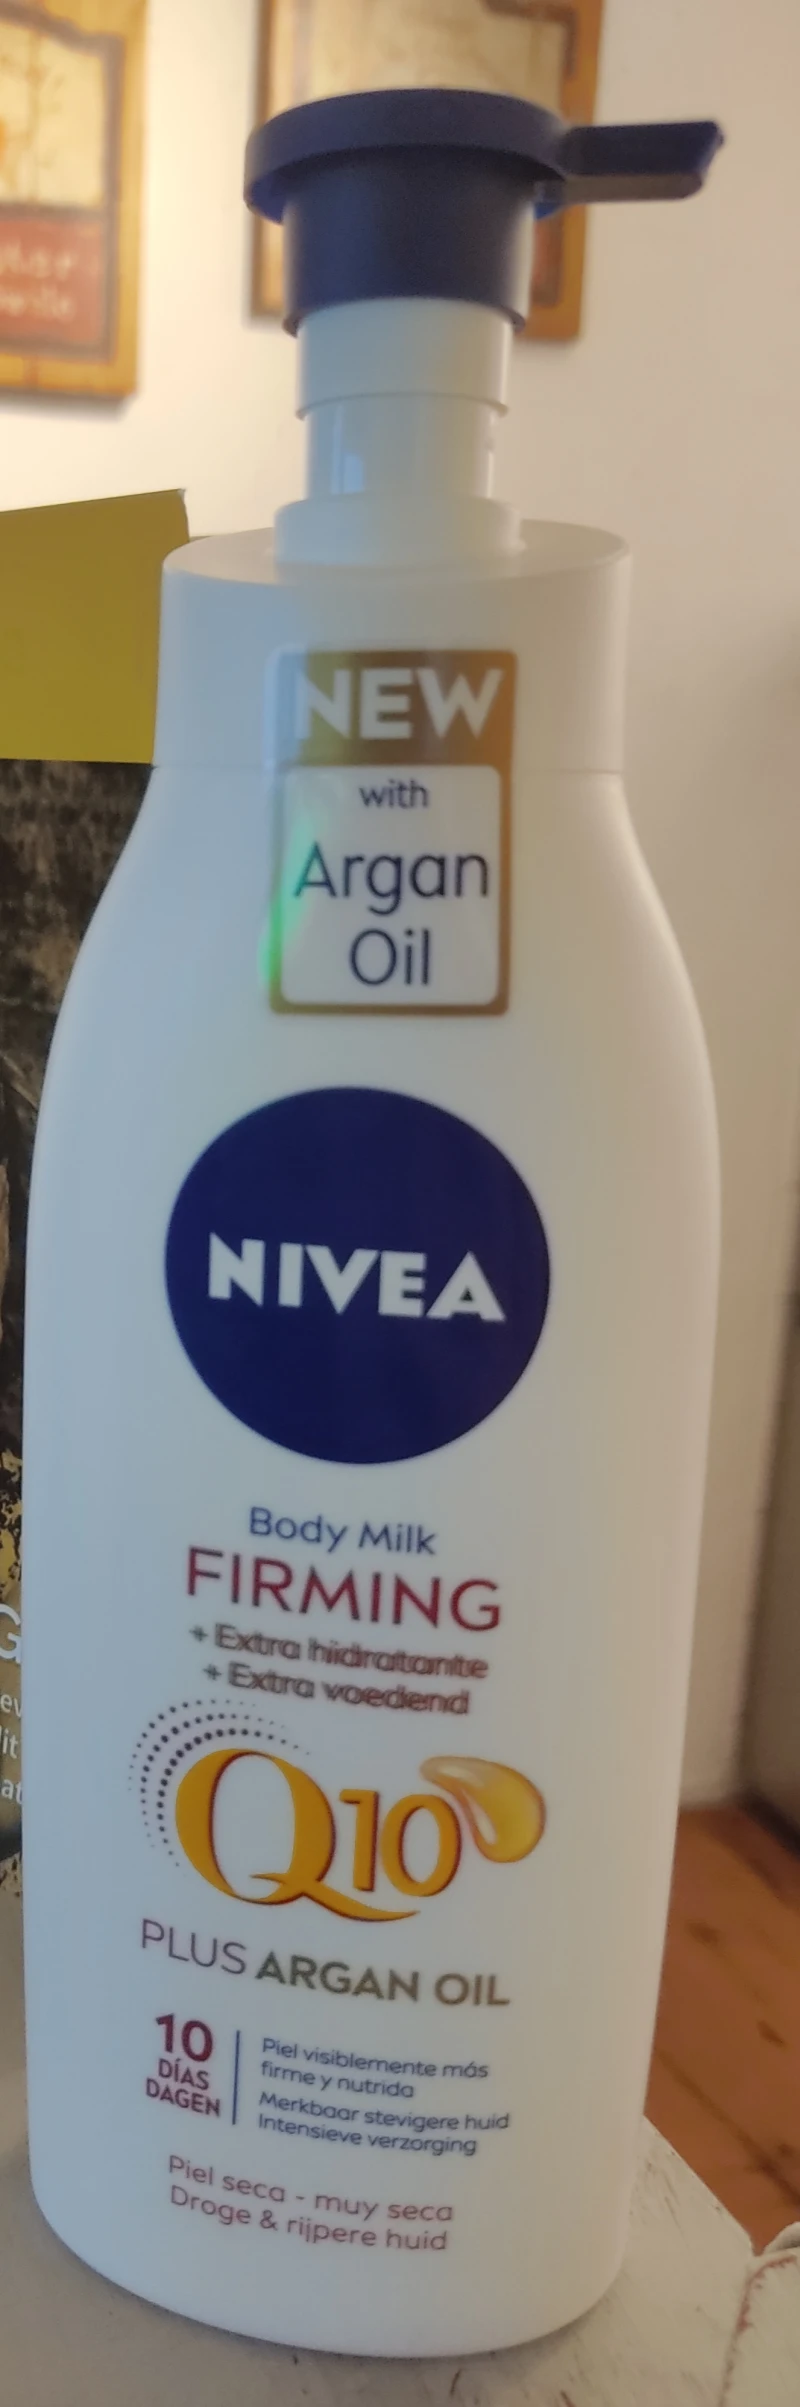 NEW
with
Argan
Oil
NIVEA
Body Milk
FIRMING
+ Extra hidratante
+ Extra voedend
Q10
PLUS ARGAN OIL
10
DÍAS
DAGEN
Piel visiblemente más
firme y nutrida
Merkbaar stevigere huid
Intensieve verzorging
Piel seca - muy seca
Droge & rijpere huid